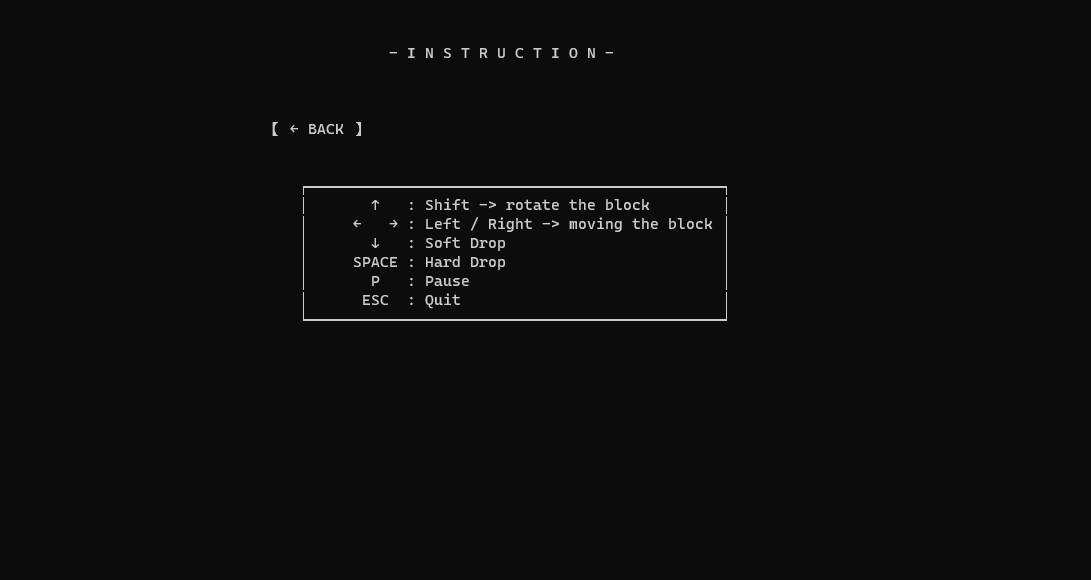 - I N S T R U C T I O N -
【 ← BACK 】
↑ : Shift -> rotate the block
← → : Left / Right -> moving the block
↓ : Soft Drop
SPACE : Hard Drop
P : Pause
ESC : Quit